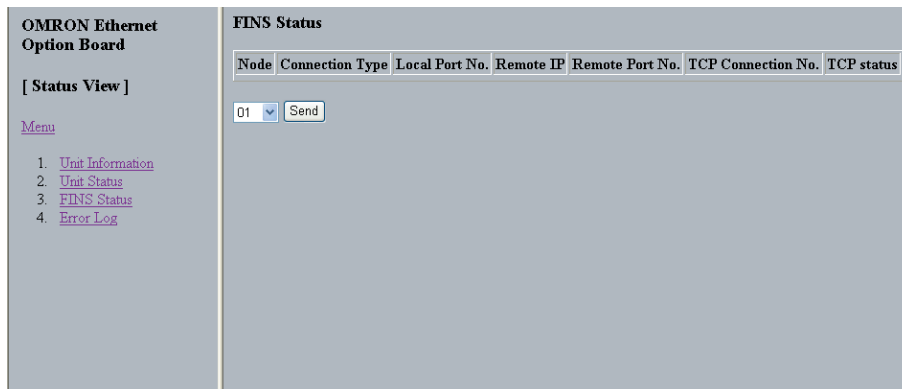 OMRON Ethernet
Option Board
[ Status View ]
Menu
1. Unit Information
2. Unit Status
3. FINS Status
4. Error Log
FINS Status
Node Connection Type Local Port No. Remote IP Remote Port No. TCP Connection No. TCP status
01 Send